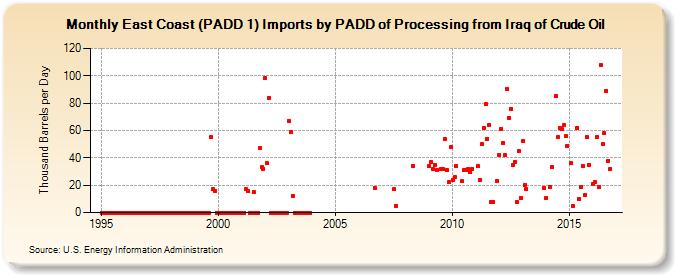 Monthly East Coast (PADD 1) Imports by PADD of Processing from Iraq of Crude Oil
Thousand Barrels per Day
120
100
80
60
40
20
0
1995 2000 2005 2010 2015
Source: U.S. Energy Information Administration